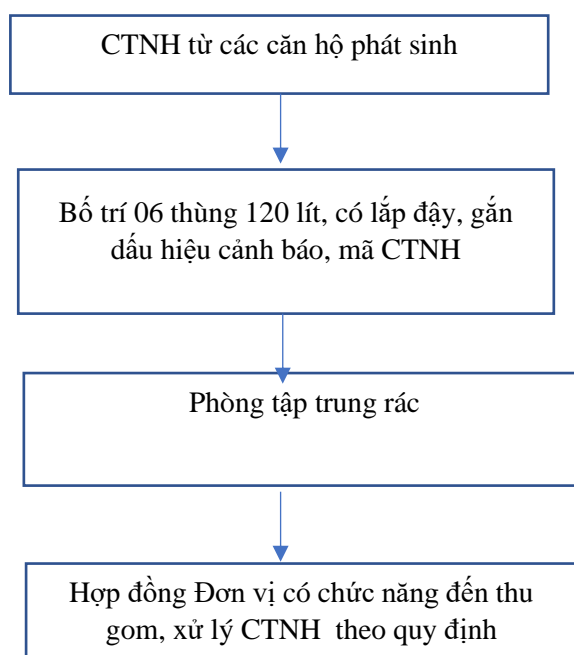 CTNH từ các căn hộ phát sinh
Bố trí 06 thùng 120 lít, có lắp đậy, gắn
dấu hiệu cảnh báo, mã CTNH
Phòng tập trung rác
Hợp đồng Đơn vị có chức năng đến thu
gom, xử lý CTNH theo quy định